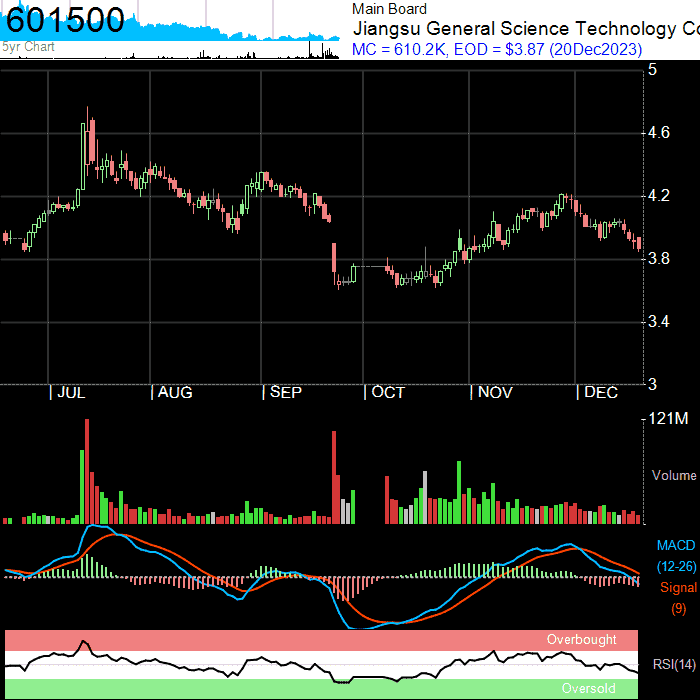 601500
5yr Chart
Main Board
Jiangsu General Science Technology Co
MC = 610.2K, EOD = $3.87 (20Dec2023)
5
4.6
4.2
3.8
3.4
3
JUL AUG SEP OCT NOV DEC
121M
Volume
MACD
(12-26)
Signal
(9)
Overbought
RSI(14)
Oversold